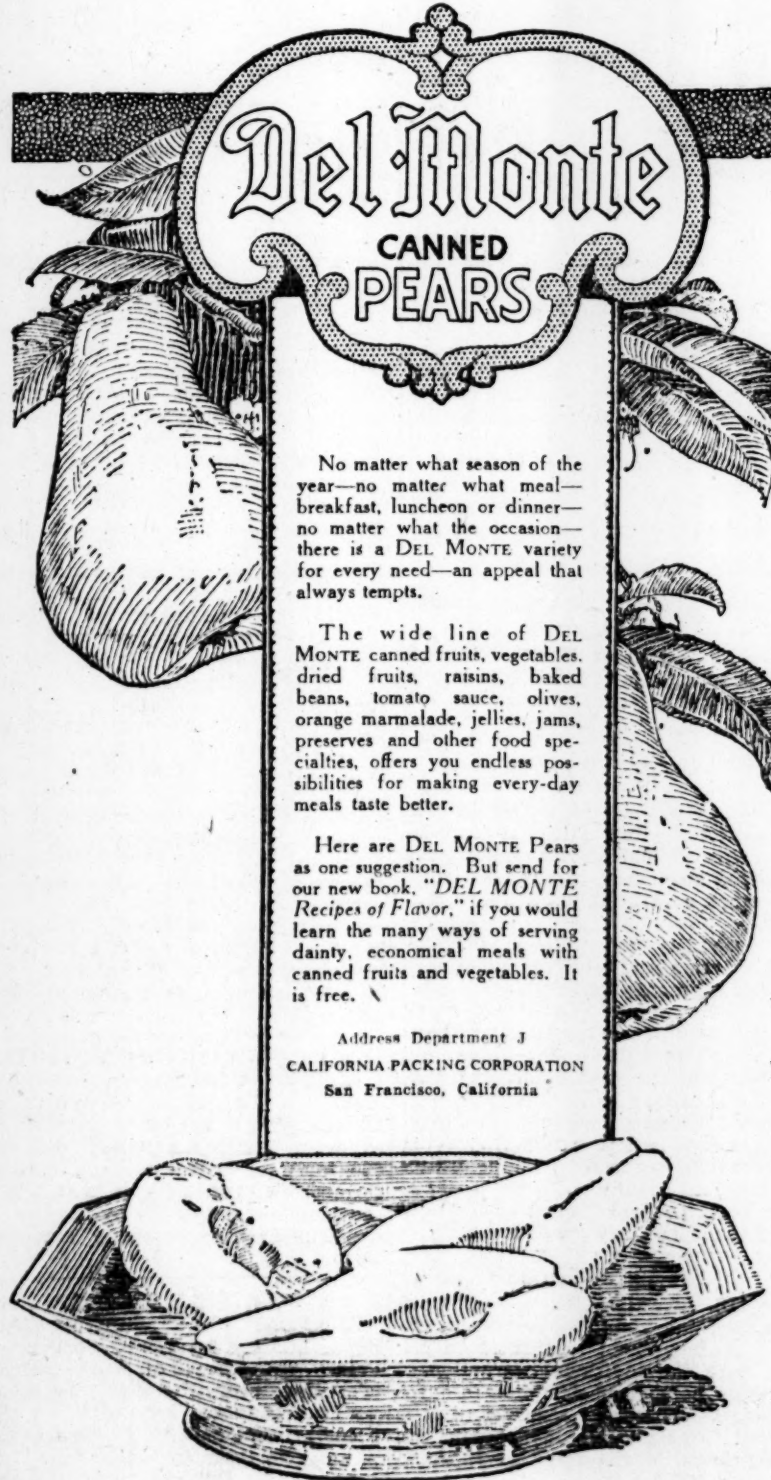 Del Monte
CANNED
PEARS
No matter what season of the
year—no matter what meal—
breakfast, luncheon or dinner—
no matter what the occasion—
there is a DEL MONTE variety
for every need—an appeal that
always tempts.
The wide line of DEL
MONTE canned fruits, vegetables.
dried fruits, raisins, baked
beans, tomato sauce, olives,
orange marmalade, jellies, jams,
preserves and other food spe-
cialties, offers you endless pos-
sibilities for making every-day
meals taste better.
Here are DEL MONTE Pears
as one suggestion. But send for
our new book, "DEL MONTE
Recipes of Flavor," if you would
learn the many ways of serving
dainty, economical meals with
canned fruits and vegetables. It
is free.
Address Department J
CALIFORNIA PACKING CORPORATION
San Francisco, California